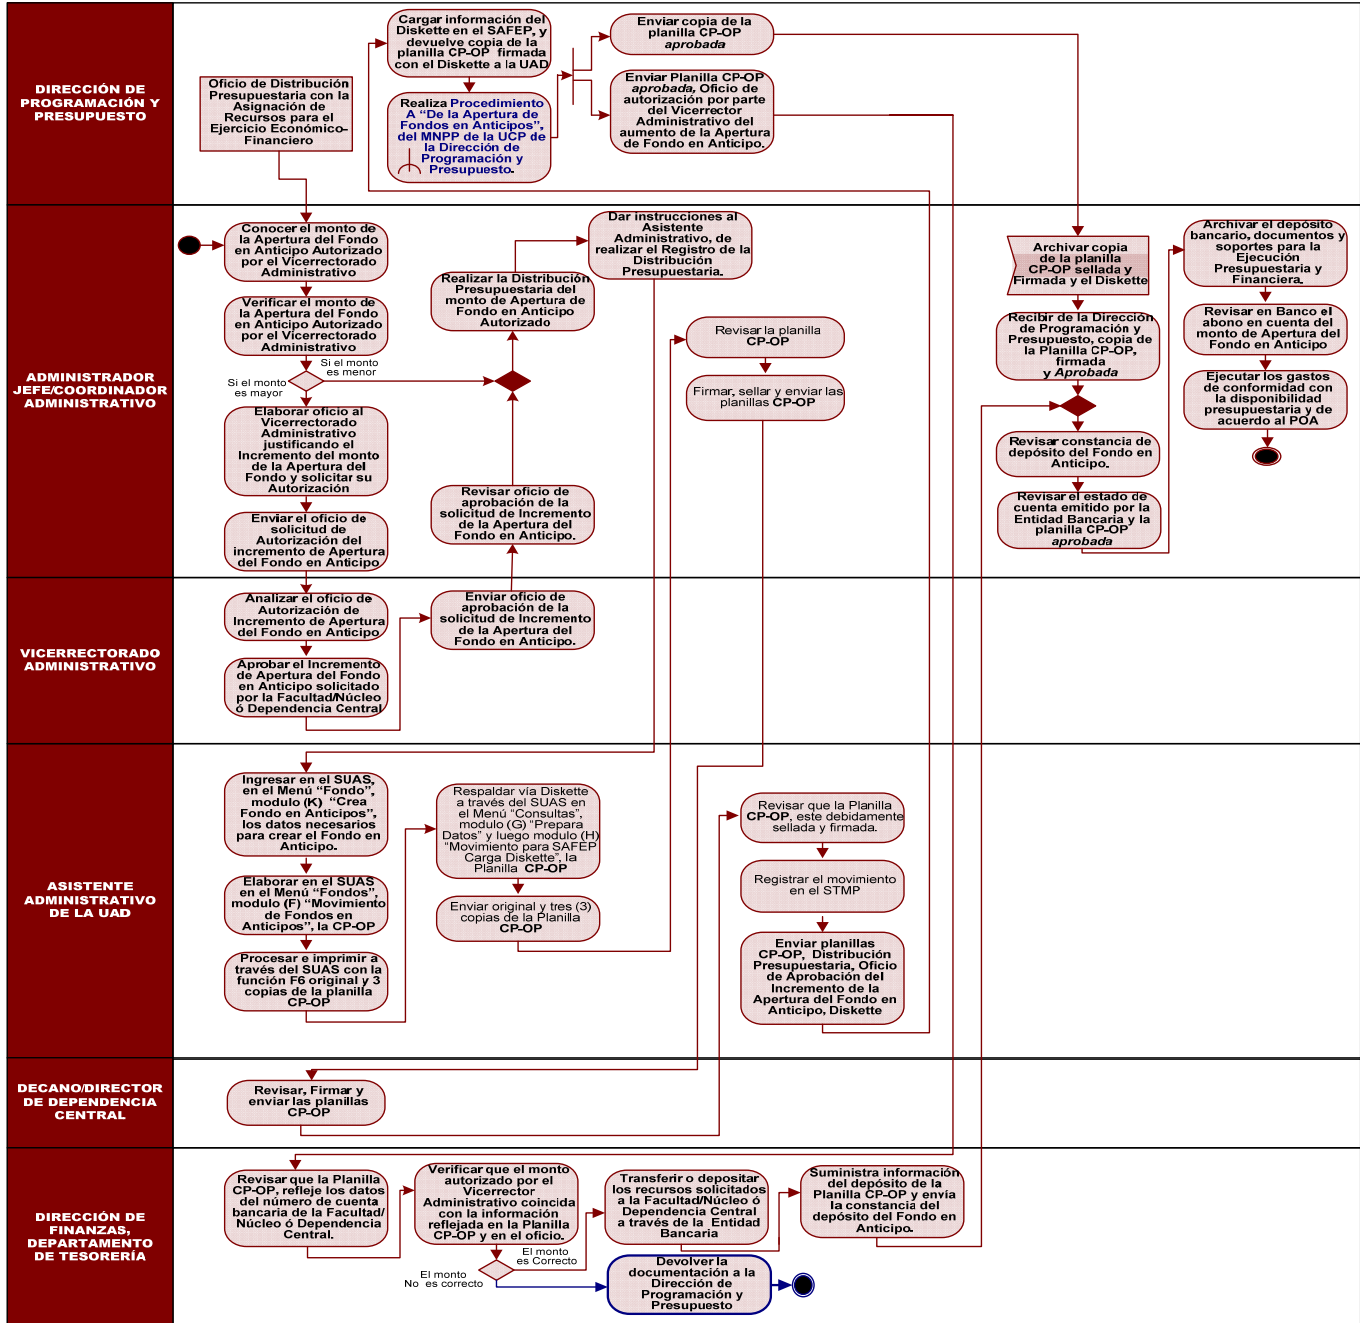 DIRECCIÓN DE
PROGRAMACIÓN Y
PRESUPUESTO
Oficio de Distribución
Presupuestaria con la
Asignación de
Recursos para el
Ejercicio Económico-
Financiero
Cargar información del
Diskette en el SAFEP, y
devuelve copia de la
planilla CP-OP firmada
con el Diskette a la UAD
Realiza Procedimiento
A “De la Apertura de
Fondos en Anticipos”,
del MNPP de la UCP de
la Dirección de
Programación y
Presupuesto.
Enviar copia de la
planilla CP-OP
aprobada
Enviar Planilla CP-OP
aprobada, Oficio de
autorización por parte
del Vicerrector
Administrativo del
aumento de la Apertura
de Fondo en Anticipo.
ADMINISTRADOR
JEFE/COORDINADOR
ADMINISTRATIVO
Conocer el monto de
la Apertura del Fondo
en Anticipo Autorizado
por el Vicerrectorado
Administrativo
Verificar el monto de
la Apertura del Fondo
en Anticipo Autorizado
por el Vicerrectorado
Administrativo
Si el monto
es menor
Si el monto
es mayor
Elaborar oficio al
Vicerrectorado
Administrativo
justificando el
Incremento del monto
de la Apertura del
Fondo y solicitar su
Autorización
Enviar el oficio de
solicitud de
Autorización del
incremento de Apertura
del Fondo en Anticipo
Dar instrucciones al
Asistente
Administrativo, de
realizar el Registro de la
Distribución
Presupuestaria.
Realizar la Distribución
Presupuestaria del
monto de Apertura de
Fondo en Anticipo
Autorizado
Revisar oficio de
aprobación de la
solicitud de Incremento
de la Apertura del
Fondo en Anticipo.
Revisar la planilla
CP-OP
Firmar, sellar y enviar las
planillas CP-OP
Archivar copia
de la planilla
CP-OP sellada y
Firmada y el Diskette
Recibir de la Dirección
de Programación y
Presupuesto, copia de
la Planilla CP-OP,
firmada
y Aprobada
Revisar constancia de
depósito del Fondo en
Anticipo.
Revisar el estado de
cuenta emitido por la
Entidad Bancaria y la
planilla CP-OP
aprobada
Archivar el depósito
bancario, documentos y
soportes para la
Ejecución
Presupuestaria y
Financiera.
Revisar en Banco el
abono en cuenta del
monto de Apertura del
Fondo en Anticipo
Ejecutar los gastos
de conformidad con la
disponibilidad
presupuestaria y de
acuerdo al POA
VICERRECTORADO
ADMINISTRATIVO
Analizar el oficio de
Autorización de
Incremento de Apertura
del Fondo en Anticipo
Aprobar el Incremento
de Apertura del Fondo
en Anticipo solicitado
por la Facultad/Núcleo
ó Dependencia Central
Enviar oficio de
aprobación de la
solicitud de Incremento
de la Apertura del
Fondo en Anticipo.
ASISTENTE
ADMINISTRATIVO
DE LA UAD
Ingresar en el SUAS,
en el Menú “Fondo”,
modulo (K) “Crea
Fondo en Anticipos”,
los datos necesarios
para crear el Fondo en
Anticipo.
Elaborar en el SUAS
en el Menú “Fondos”,
modulo (F) “Movimiento
de Fondos en
Anticipos”, la CP-OP
Procesar e imprimir a
través del SUAS con la
función F6 original y 3
copias de la planilla
CP-OP
Respaldar vía Diskette
a través del SUAS en
el Menú “Consultas”,
modulo (G) “Prepara
Datos” y luego modulo (H)
“Movimiento para SAFEP
Carga Diskette”, la
Planilla CP-OP
Enviar original y tres (3)
copias de la Planilla
CP-OP
Revisar que la Planilla
CP-OP, este debidamente
sellada y firmada.
Registrar el movimiento
en el STMP
Enviar planillas
CP-OP, Distribución
Presupuestaria, Oficio
de Aprobación del
Incremento de la
Apertura del Fondo en
Anticipo, Diskette
DECANO/DIRECTOR
DE DEPENDENCIA
CENTRAL
Revisar, Firmar y
enviar las planillas
CP-OP
DIRECCIÓN DE
FINANZAS,
DEPARTAMENTO
DE TESORERÍA
Revisar que la Planilla
CP-OP, refleje los datos
del número de cuenta
bancaria de la Facultad/
Núcleo ó Dependencia
Central.
Verificar que el monto
autorizado por el
Vicerrector
Administrativo coincida
con la información
reflejada en la Planilla
CP-OP y en el oficio.
El monto
es Correcto
El monto
No es correcto
Transferir o depositar
los recursos solicitados
a la Facultad/Núcleo ó
Dependencia Central
a través de la Entidad
Bancaria
Suministra información
del depósito de la
Planilla CP-OP y envía
la constancia del
depósito del Fondo en
Anticipo.
Devolver la
documentación a la
Dirección de
Programación y
Presupuesto